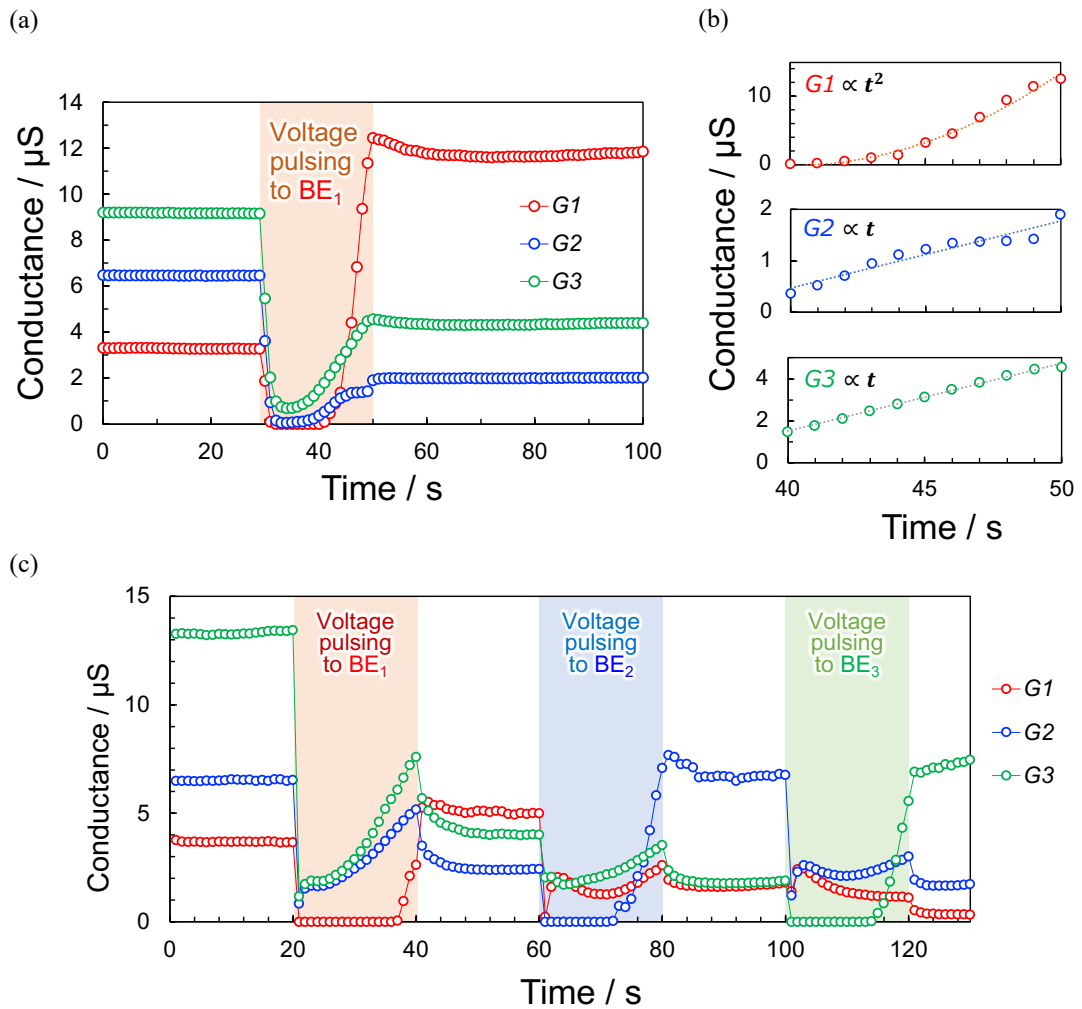 (a)
14
12
10
8
6
4
2
0
Conductance / μS
Voltage
pulsing
to BE₁
G1
G2
G3
0 20 40 60 80 100
Time / s
(b)
G1 ∝ t²
10
0
G2 ∝ t
2
1
0
G3 ∝ t
4
2
0
Conductance / μS
40 45 50
Time / s
(c)
15
10
5
0
Conductance / μS
Voltage
pulsing
to BE₁
Voltage
pulsing
to BE₂
Voltage
pulsing
to BE₃
G1
G2
G3
0 20 40 60 80 100 120
Time / s